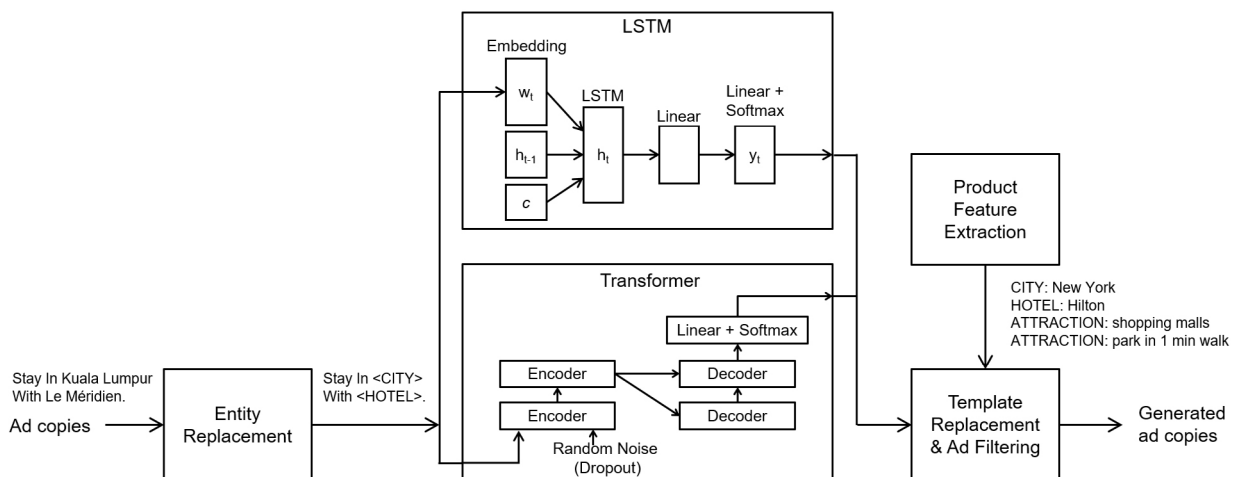 LSTM
Embedding
w_t
LSTM
Linear
Linear +
Softmax
h_{t-1}
h_t
y_t
c
Product
Feature
Extraction
Transformer
Linear + Softmax
Encoder
Decoder
Encoder
Decoder
Random Noise
(Dropout)
CITY: New York
HOTEL: Hilton
ATTRACTION: shopping malls
ATTRACTION: park in 1 min walk
Stay In Kuala Lumpur
With Le Méridien.
Ad copies
Entity
Replacement
Stay In <CITY>
With <HOTEL>.
Template
Replacement
& Ad Filtering
Generated
ad copies